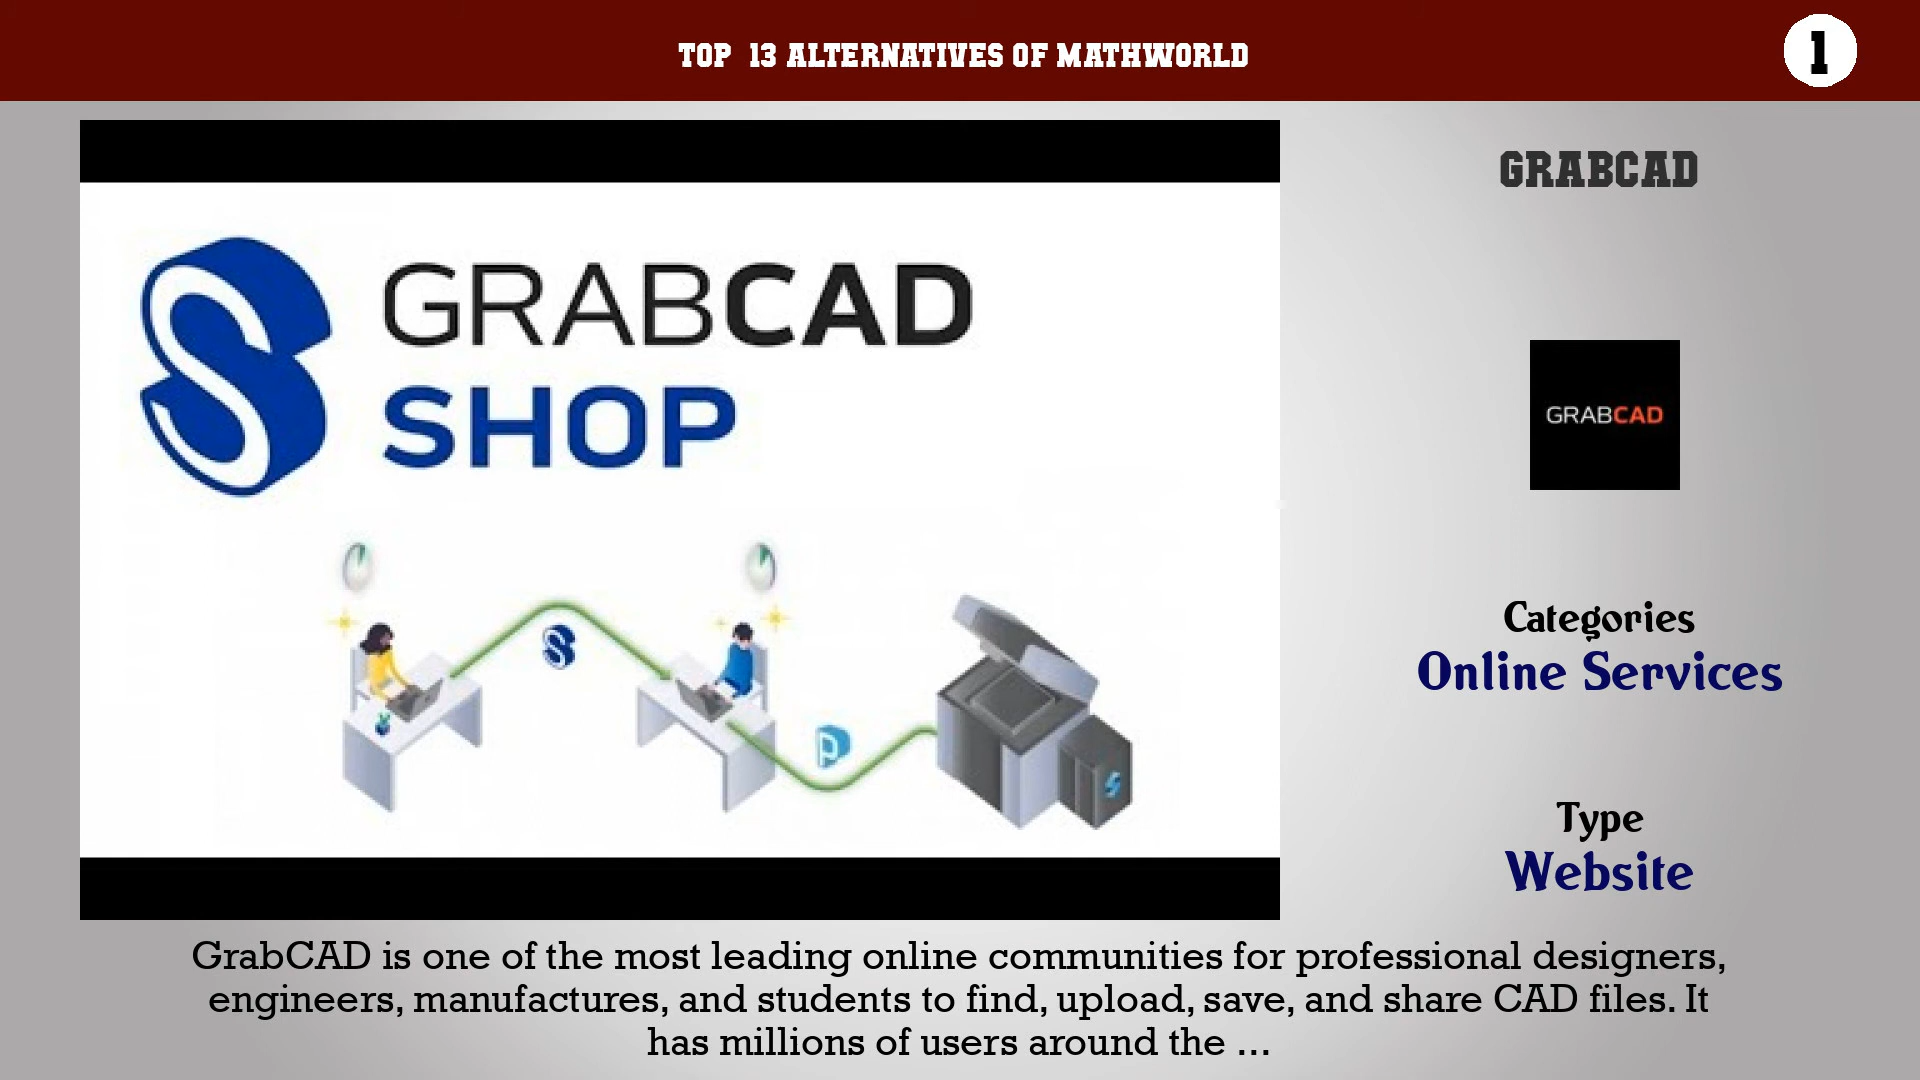 TOP 13 ALTERNATIVES OF MATHWORLD
1
GRABCAD
SHOP
S
P
S
GRABCAD
GRABCAD
Categories
Online Services
Type
Website
GrabCAD is one of the most leading online communities for professional designers,
engineers, manufactures, and students to find, upload, save, and share CAD files. It
has millions of users around the ...